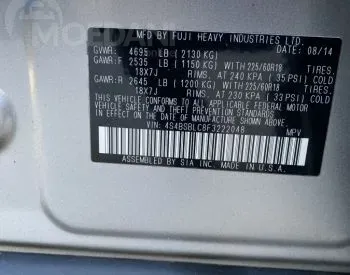 MFD BY FUJI HEAVY INDUSTRIES LTD. DATE: 08/14
GVWR: 4695 LB (2130 KG)
GAWR:F 2535 LB (1150 KG) WITH 225/60R18
18X7J RIMS, AT 240 KPA (35 PSI) COLD
GAWR:R 2645 LB (1200 KG) WITH 225/60R18
18X7J RIMS, AT 230 KPA (33 PSI) COLD
THIS VEHICLE CONFORMS TO ALL APPLICABLE
FEDERAL MOTOR VEHICLE SAFETY,
BUMPER, AND THEFT PREVENTION STANDARDS
IN EFFECT ON THE DATE OF
MANUFACTURE SHOWN ABOVE.
VIN: 4S4BSBLC8F3222048 MPV
ASSEMBLED BY SIA INC. MADE IN U.S.A.